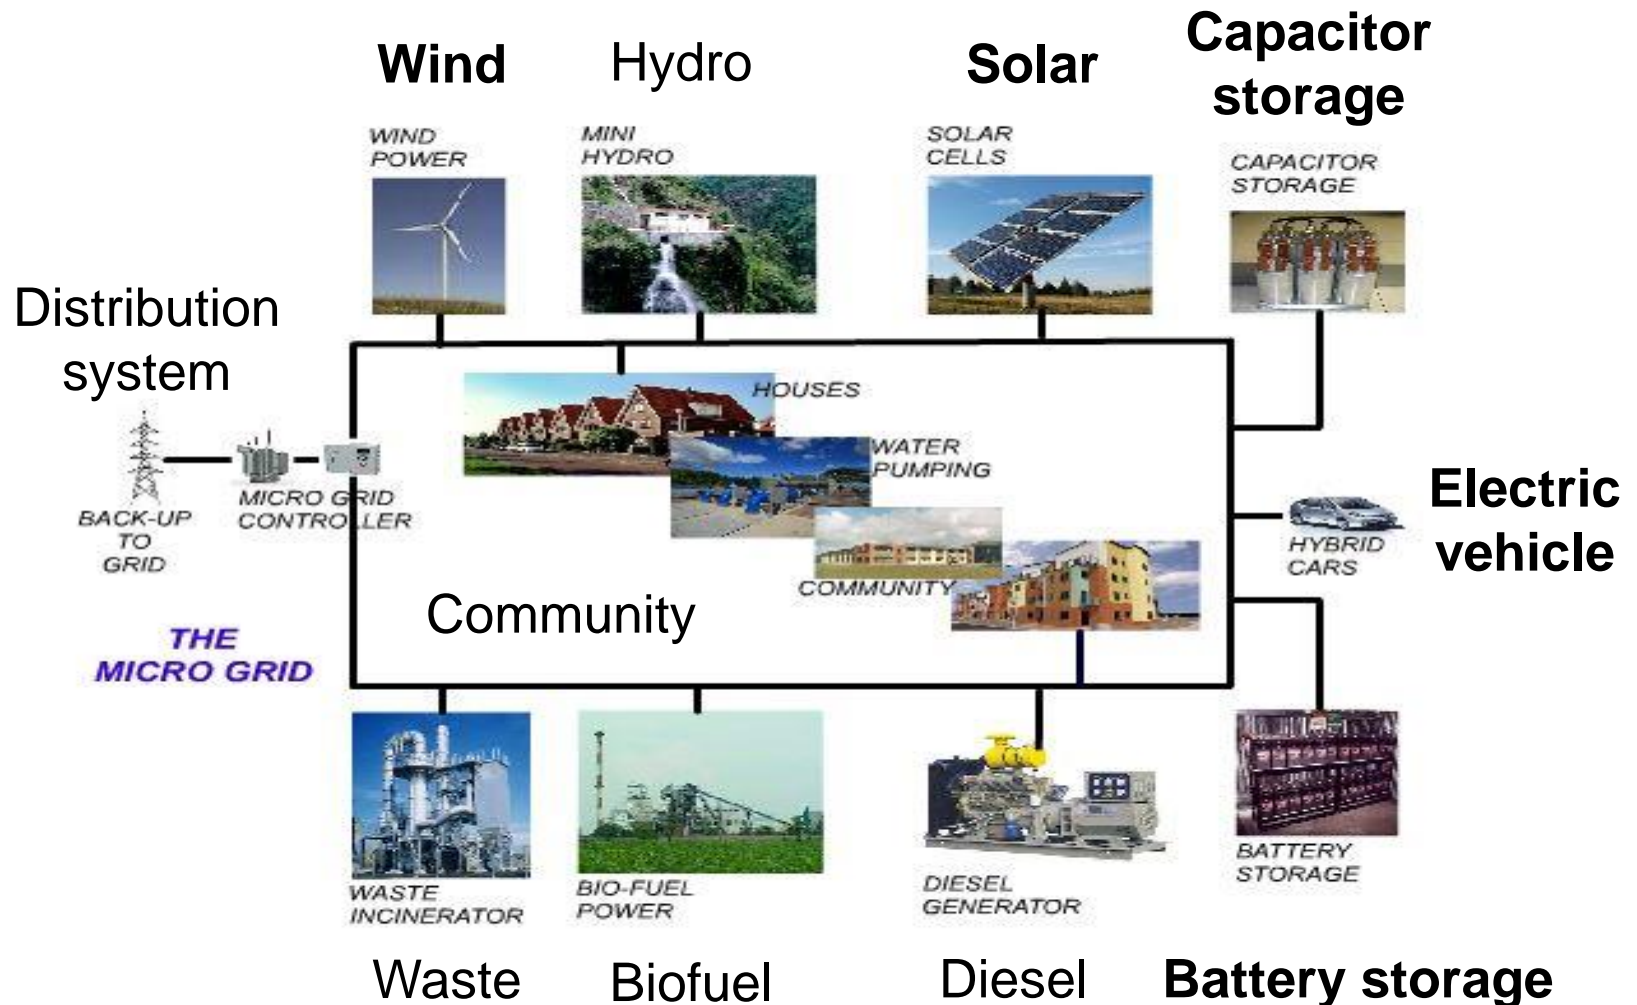 Wind
Hydro
Solar
Capacitor
storage
WIND
POWER
MINI
HYDRO
SOLAR
CELLS
CAPACITOR
STORAGE
Distribution
system
HOUSES
WATER
PUMPING
BACK-UP
TO
GRID
MICRO GRID
CONTROLLER
COMMUNITY
Community
HYBRID
CARS
Electric
vehicle
THE
MICRO GRID
WASTE
INCINERATOR
BIO-FUEL
POWER
DIESEL
GENERATOR
BATTERY
STORAGE
Waste
Biofuel
Diesel
Battery storage